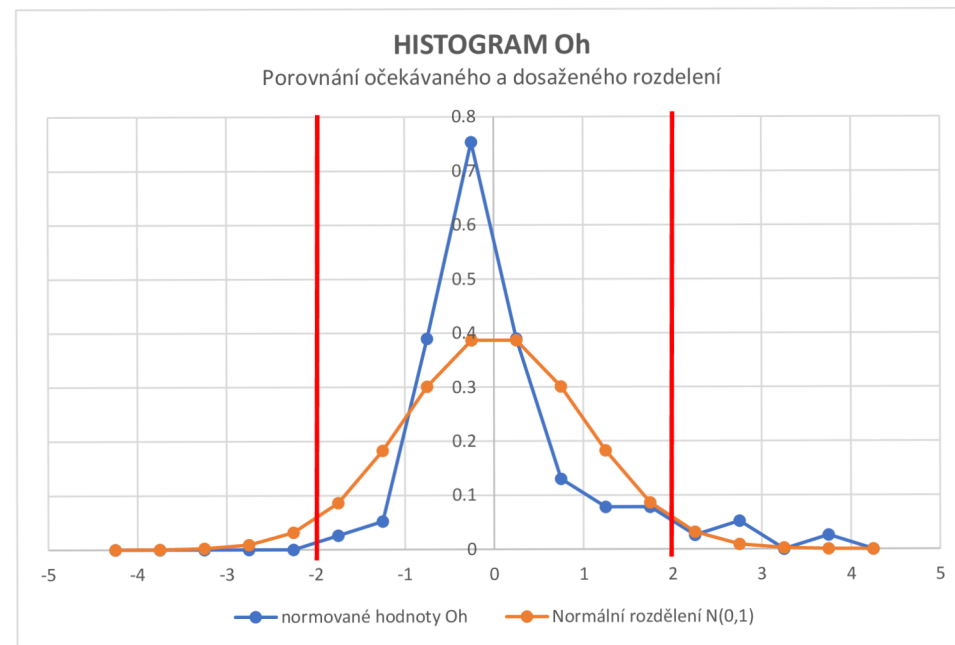 HISTOGRAM Oh
Porovnání očekávaného a dosaženého rozdelení
0.8
0.7
0.6
0.5
0.4
0.3
0.2
0.1
0
-5 -4 -3 -2 -1 0 1 2 3 4 5
normované hodnoty Oh Normální rozdělení N(0,1)